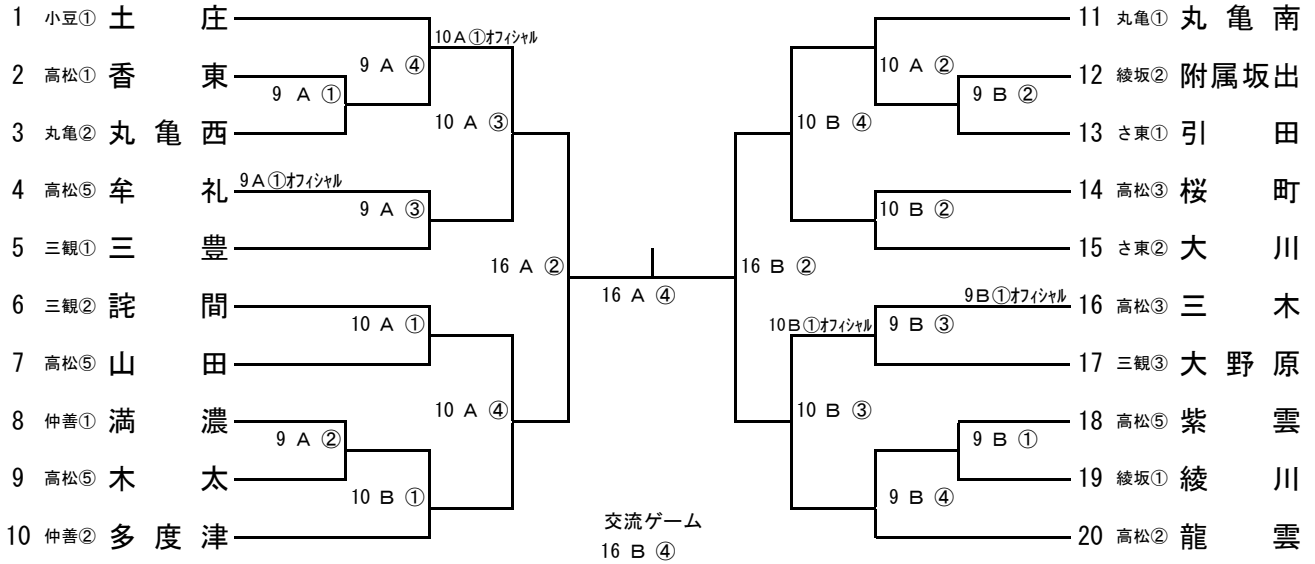 1 小豆① 土庄
10A①オフィシャル
9 A ④
2 高松① 香東
9 A ①
3 丸亀② 丸亀西
10 A ③
4 高松⑤ 牟礼
9A①オフィシャル
9 A ③
5 三観① 三豊
16 A ②
6 三観② 詫間
10 A ①
7 高松⑤ 山田
10 A ④
8 仲善① 満濃
9 A ②
9 高松⑤ 木太
10 B ①
10 仲善② 多度津
16 A ④
交流ゲーム
16 B ④
11 丸亀① 丸亀南
10 A ②
12 綾坂② 附属坂出
9 B ②
13 さ東① 引田
10 B ④
14 高松③ 桜町
10 B ②
15 さ東② 大川
16 B ②
9B①オフィシャル
16 高松③ 三木
10B①オフィシャル
9 B ③
17 三観③ 大野原
10 B ③
18 高松⑤ 紫雲
9 B ①
19 綾坂① 綾川
9 B ④
20 高松② 龍雲